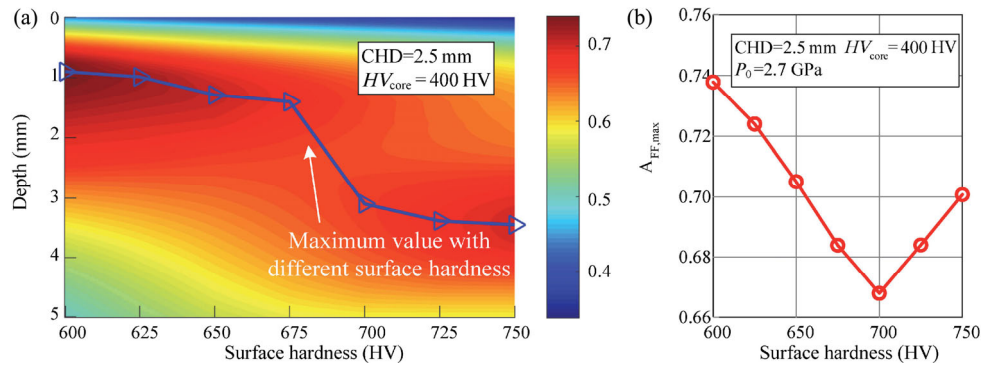 (a)
0
1
2
3
4
5
Depth (mm)
CHD=2.5 mm
HVcore = 400 HV
Maximum value with
different surface hardness
600 625 650 675 700 725 750
Surface hardness (HV)
0.7
0.6
0.5
0.4
(b)
0.76
0.74
0.72
0.70
0.68
0.66
AFF,max
CHD=2.5 mm HVcore=400 HV
P0=2.7 GPa
600 650 700 750
Surface hardness (HV)